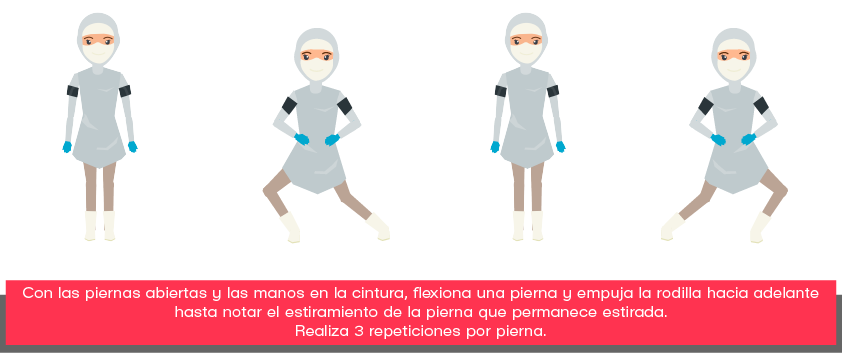 Con las piernas abiertas y las manos en la cintura, flexiona una pierna y empuja la rodilla hacia adelante
hasta notar el estiramiento de la pierna que permanece estirada.
Realiza 3 repeticiones por pierna.